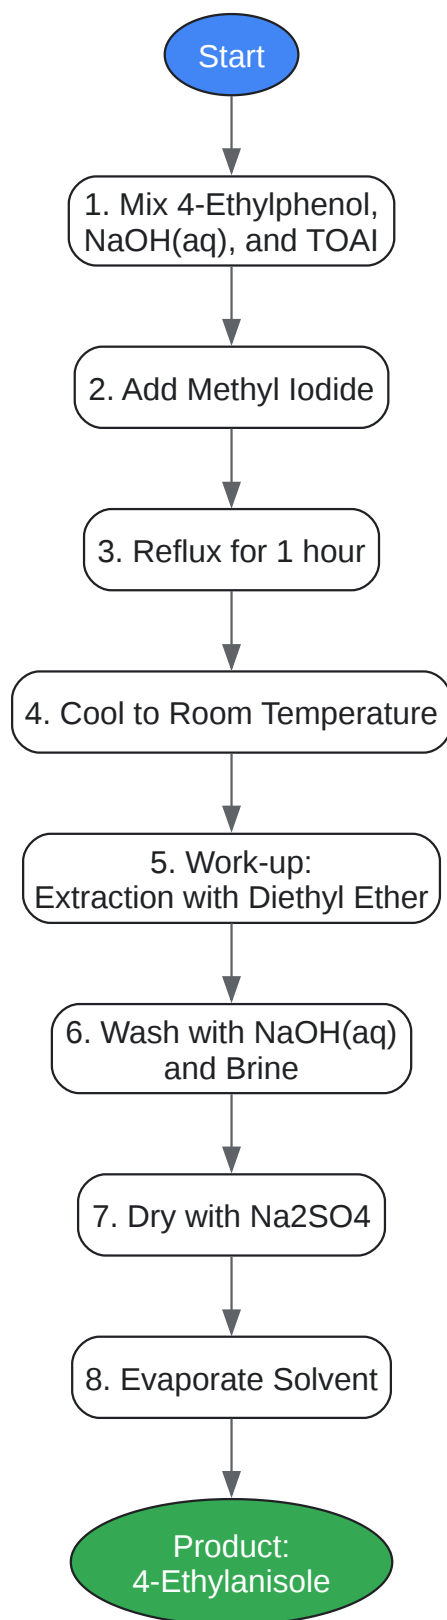 Start
1. Mix 4-Ethylphenol,
NaOH(aq), and TOAI
2. Add Methyl Iodide
3. Reflux for 1 hour
4. Cool to Room Temperature
5. Work-up:
Extraction with Diethyl Ether
6. Wash with NaOH(aq)
and Brine
7. Dry with Na2SO4
8. Evaporate Solvent
Product:
4-Ethylanisole